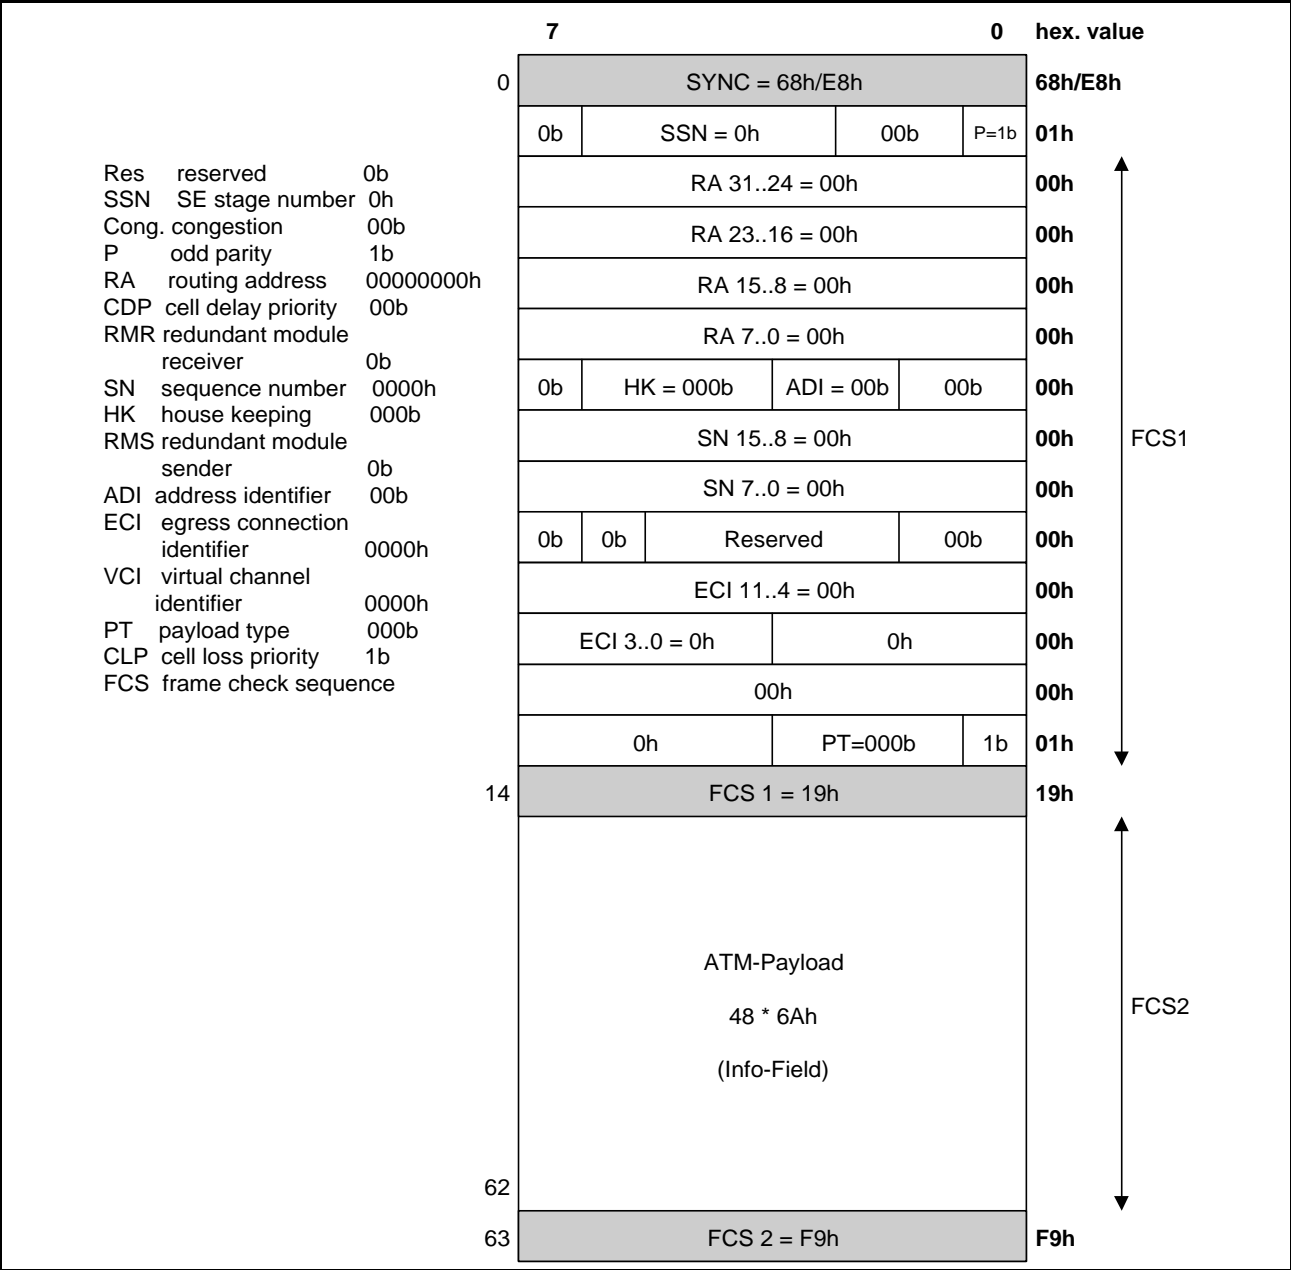 7 0 hex. value
0 SYNC = 68h/E8h 68h/E8h
0b SSN = 0h 00b P=1b 01h
Res reserved 0b
SSN SE stage number 0h
Cong. congestion 00b
P odd parity 1b
RA routing address 00000000h
CDP cell delay priority 00b
RMR redundant module
receiver 0b
SN sequence number 0000h
HK house keeping 000b
RMS redundant module
sender 0b
ADI address identifier 00b
ECI egress connection
identifier 0000h
VCI virtual channel
identifier 0000h
PT payload type 000b
CLP cell loss priority 1b
FCS frame check sequence
RA 31..24 = 00h 00h
RA 23..16 = 00h 00h
RA 15..8 = 00h 00h
RA 7..0 = 00h 00h
0b HK = 000b ADI = 00b 00b 00h
SN 15..8 = 00h 00h
FCS1
SN 7..0 = 00h 00h
0b 0b Reserved 00b 00h
ECI 11..4 = 00h 00h
ECI 3..0 = 0h 0h 00h
00h 00h
0h PT=000b 1b 01h
14 FCS 1 = 19h 19h
ATM-Payload
48 * 6Ah
(Info-Field)
FCS2
62
63 FCS 2 = F9h F9h